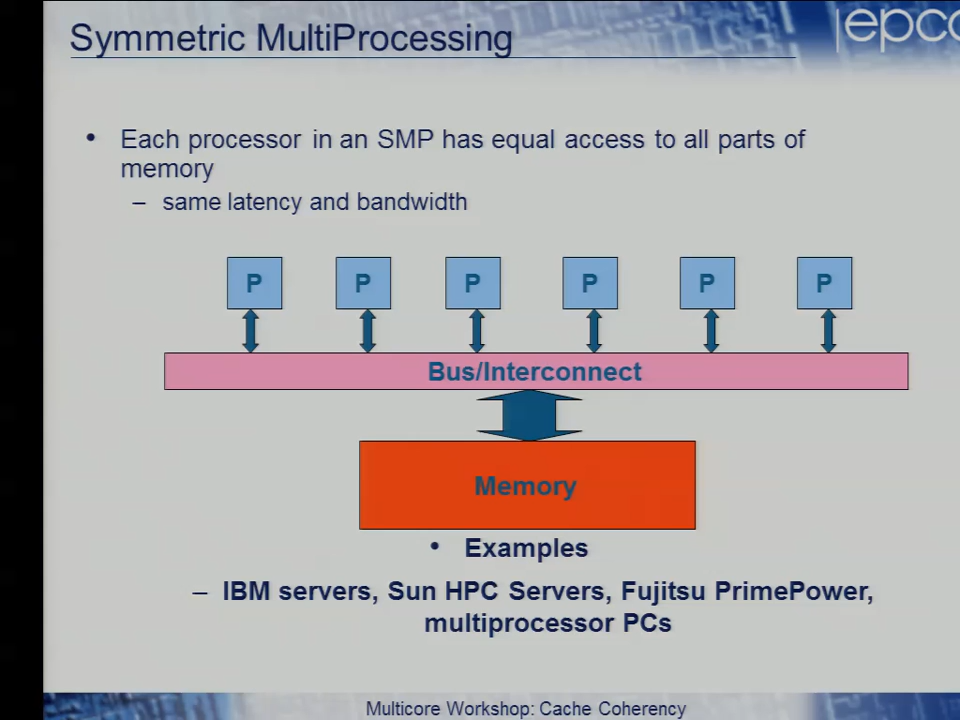 Symmetric MultiProcessing
• Each processor in an SMP has equal access to all parts of
memory
– same latency and bandwidth
P P P P P P
Bus/Interconnect
Memory
• Examples
– IBM servers, Sun HPC Servers, Fujitsu PrimePower,
multiprocessor PCs
Multicore Workshop: Cache Coherency